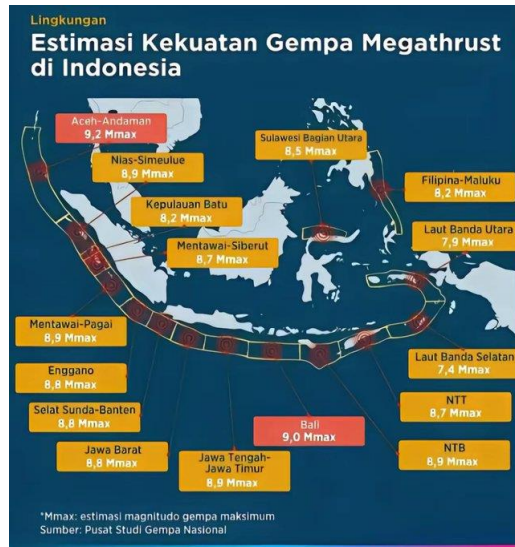 Lingkungan
Estimasi Kekuatan Gempa Megathrust
di Indonesia
Aceh-Andaman
9,2 Mmax
Nias-Simeulue
8,9 Mmax
Kepulauan Batu
8,2 Mmax
Mentawai-Siberut
8,7 Mmax
Sulawesi Bagian Utara
8,5 Mmax
Filipina-Maluku
8,2 Mmax
Laut Banda Utara
7,9 Mmax
Mentawai-Pagai
8,9 Mmax
Enggano
8,8 Mmax
Selat Sunda-Banten
8,8 Mmax
Jawa Barat
8,8 Mmax
Jawa Tengah-
Jawa Timur
8,9 Mmax
Bali
9,0 Mmax
Laut Banda Selatan
7,4 Mmax
NTT
8,7 Mmax
NTB
8,9 Mmax
*Mmax: estimasi magnitudo gempa maksimum
Sumber: Pusat Studi Gempa Nasional